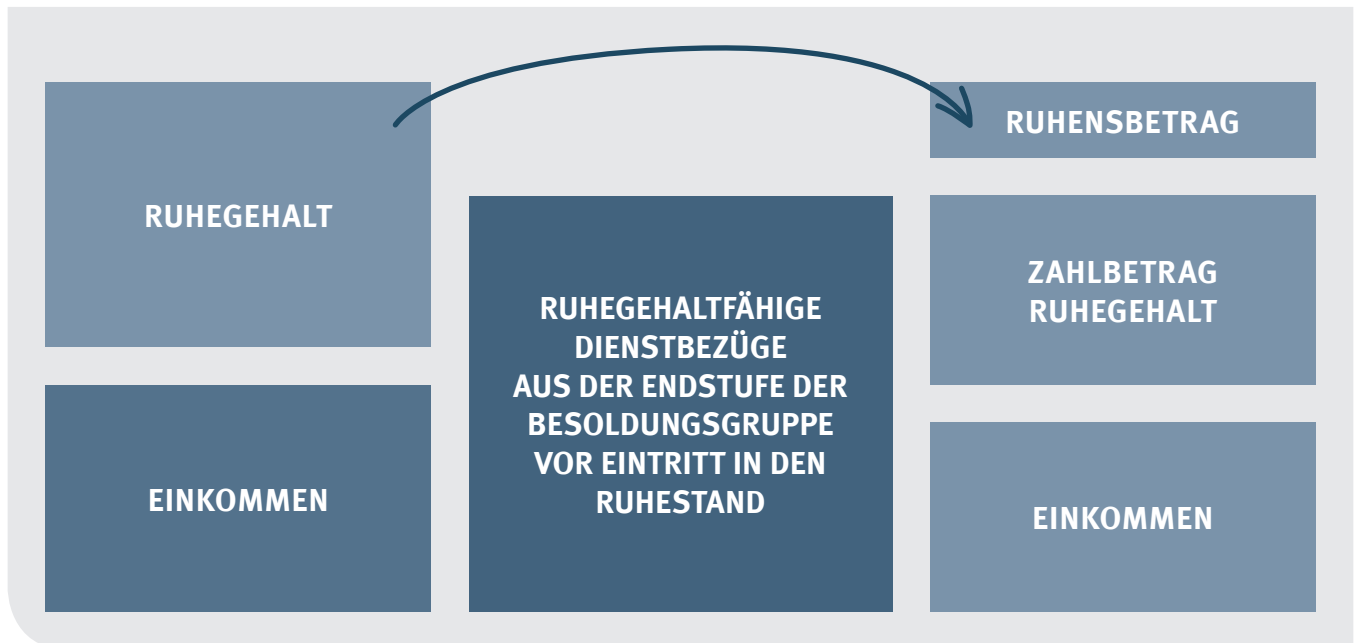 RUHEGEHALT
EINKOMMEN
RUHEGEHALTFÄHIGE
DIENSTBEZÜGE
AUS DER ENDSTUFE DER
BESOLDUNGSGRUPPE
VOR EINTRITT IN DEN
RUHESTAND
RUHENSBETRAG
ZAHLBETRAG
RUHEGEHALT
EINKOMMEN